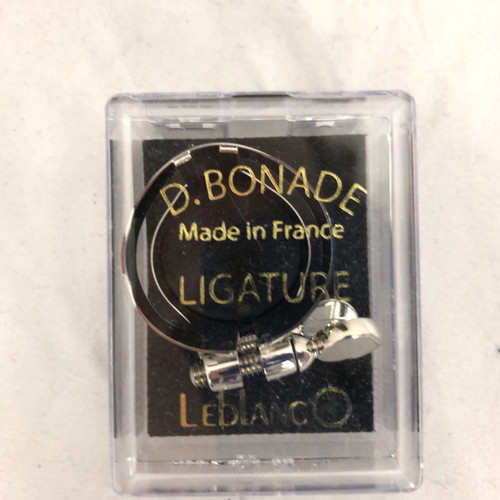 D. BONADE
Made in France
LIGATURE
LEBLANC